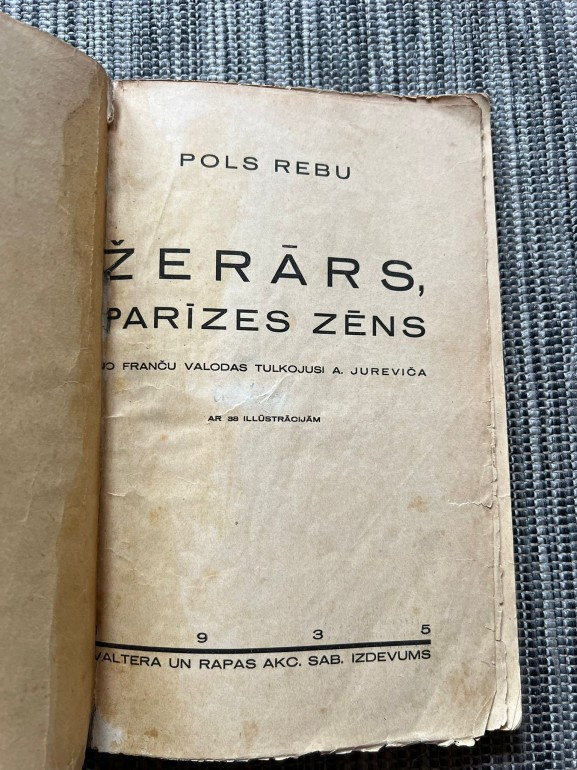 POLS REBU
ŽERĀRS,
PARĪZES ZĒNS
NO FRANČU VALODAS TULKOJUSI A. JUREVIČA
AR 38 ILLŪSTRĀCIJĀM
9 3 5
VALTERA UN RAPAS AKC. SAB. IZDEVUMS